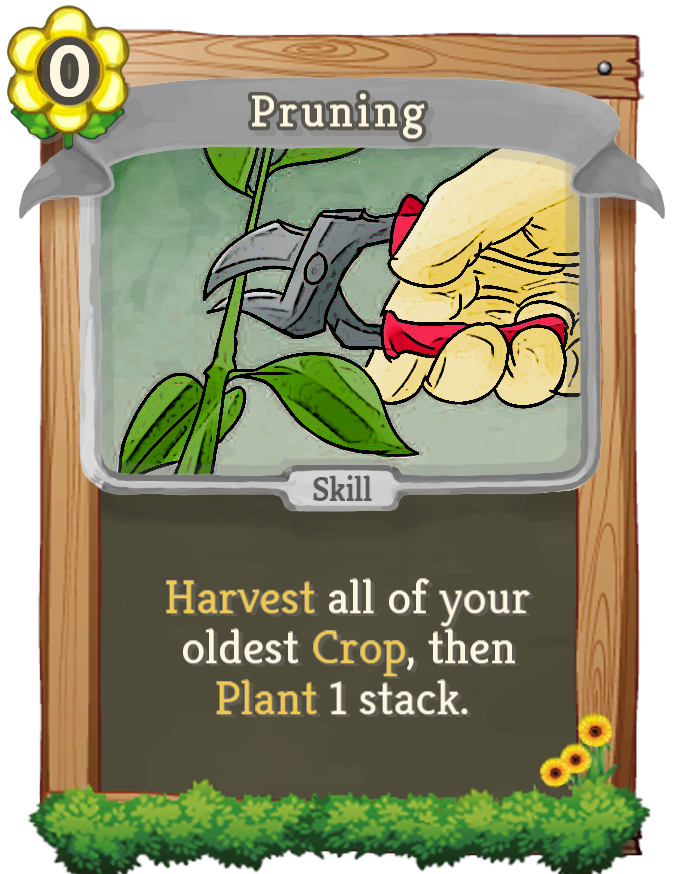 0
Pruning
Skill
Harvest all of your
oldest Crop, then
Plant 1 stack.